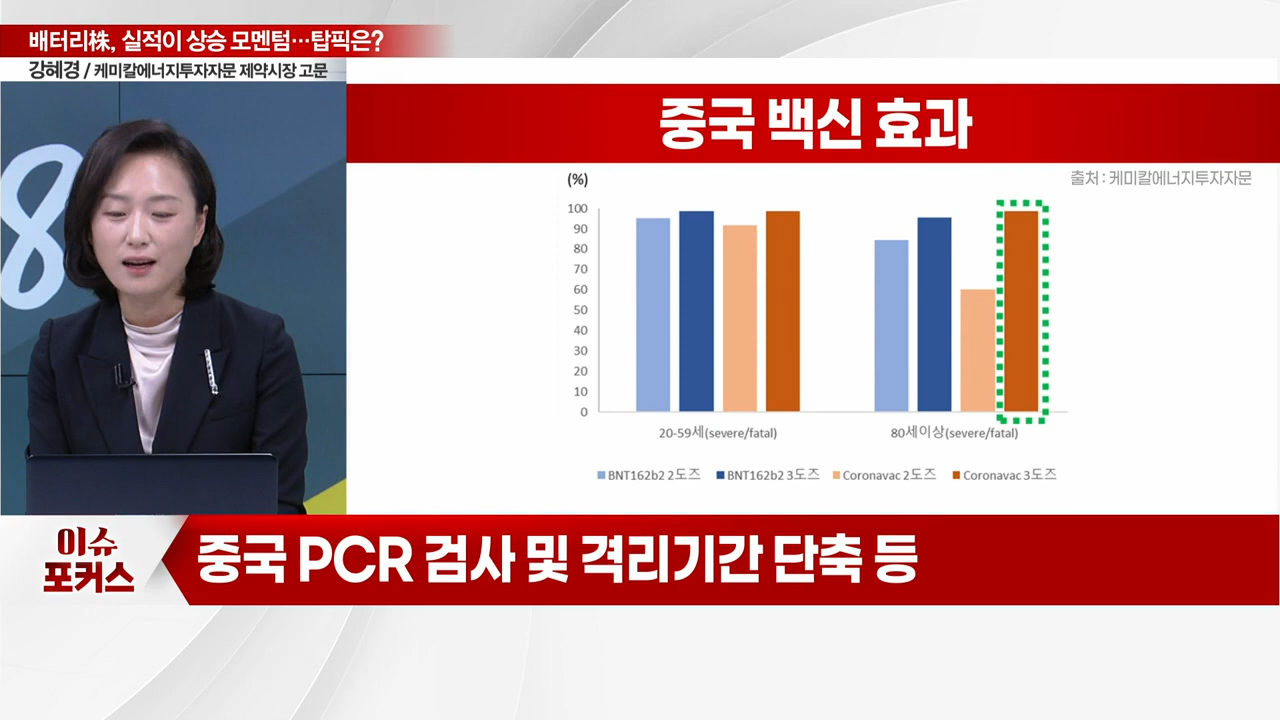 배터리株, 실적이 상승 모멘텀…탑픽은?
강혜경 / 케미칼에너지투자자문 제약시장 고문
8
중국 백신 효과
출처 : 케미칼에너지투자자문
(%)
100
90
80
70
60
50
40
30
20
10
0
20-59세(severe/fatal)
80세이상(severe/fatal)
BNT162b2 2도즈
BNT162b2 3도즈
Coronavac 2도즈
Coronavac 3도즈
이슈
포커스
중국 PCR 검사 및 격리기간 단축 등